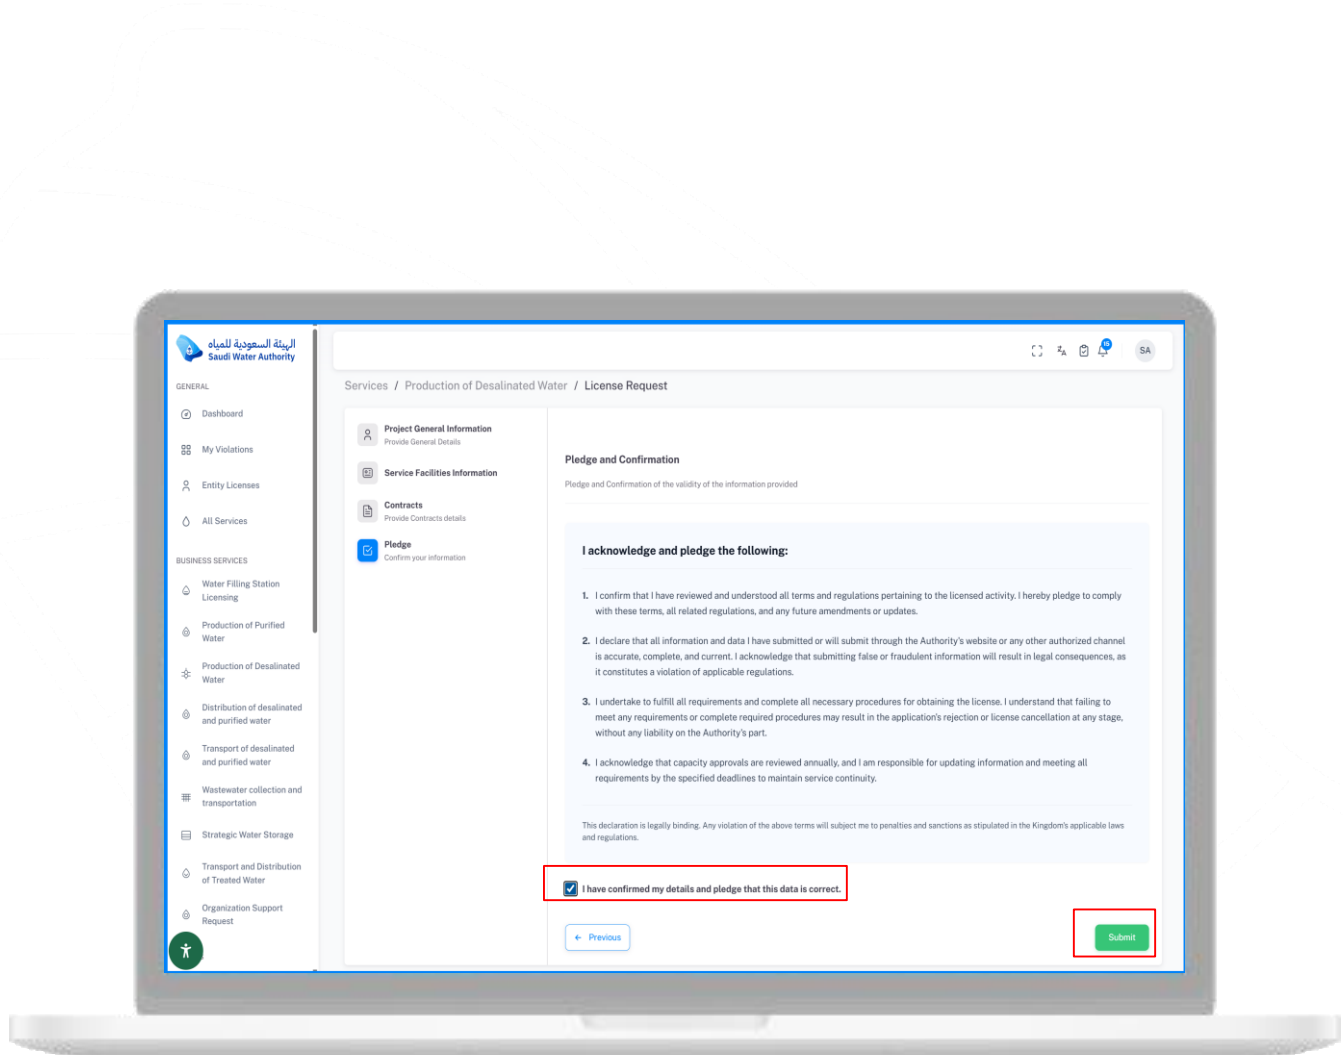 الهيئة السعودية للمياه
Saudi Water Authority
15
SA
GENERAL
Dashboard
My Violations
Entity Licenses
All Services
BUSINESS SERVICES
Water Filling Station
Licensing
Production of Purified
Water
Production of Desalinated
Water
Distribution of desalinated
and purified water
Transport of desalinated
and purified water
Wastewater collection and
transportation
Strategic Water Storage
Transport and Distribution
of Treated Water
Organization Support
Request
Services / Production of Desalinated Water / License Request
Project General Information
Provide General Details
Service Facilities Information
Contracts
Provide Contracts details
Pledge
Confirm your information
Pledge and Confirmation
Pledge and Confirmation of the validity of the information provided
I acknowledge and pledge the following:
1. I confirm that I have reviewed and understood all terms and regulations pertaining to the licensed activity. I hereby pledge to comply
with these terms, all related regulations, and any future amendments or updates.
2. I declare that all information and data I have submitted or will submit through the Authority's website or any other authorized channel
is accurate, complete, and current. I acknowledge that submitting false or fraudulent information will result in legal consequences, as
it constitutes a violation of applicable regulations.
3. I undertake to fulfill all requirements and complete all necessary procedures for obtaining the license. I understand that failing to
meet any requirements or complete required procedures may result in the application's rejection or license cancellation at any stage,
without any liability on the Authority's part.
4. I acknowledge that capacity approvals are reviewed annually, and I am responsible for updating information and meeting all
requirements by the specified deadlines to maintain service continuity.
This declaration is legally binding. Any violation of the above terms will subject me to penalties and sanctions as stipulated in the Kingdom's applicable laws
and regulations.
I have confirmed my details and pledge that this data is correct.
← Previous
Submit